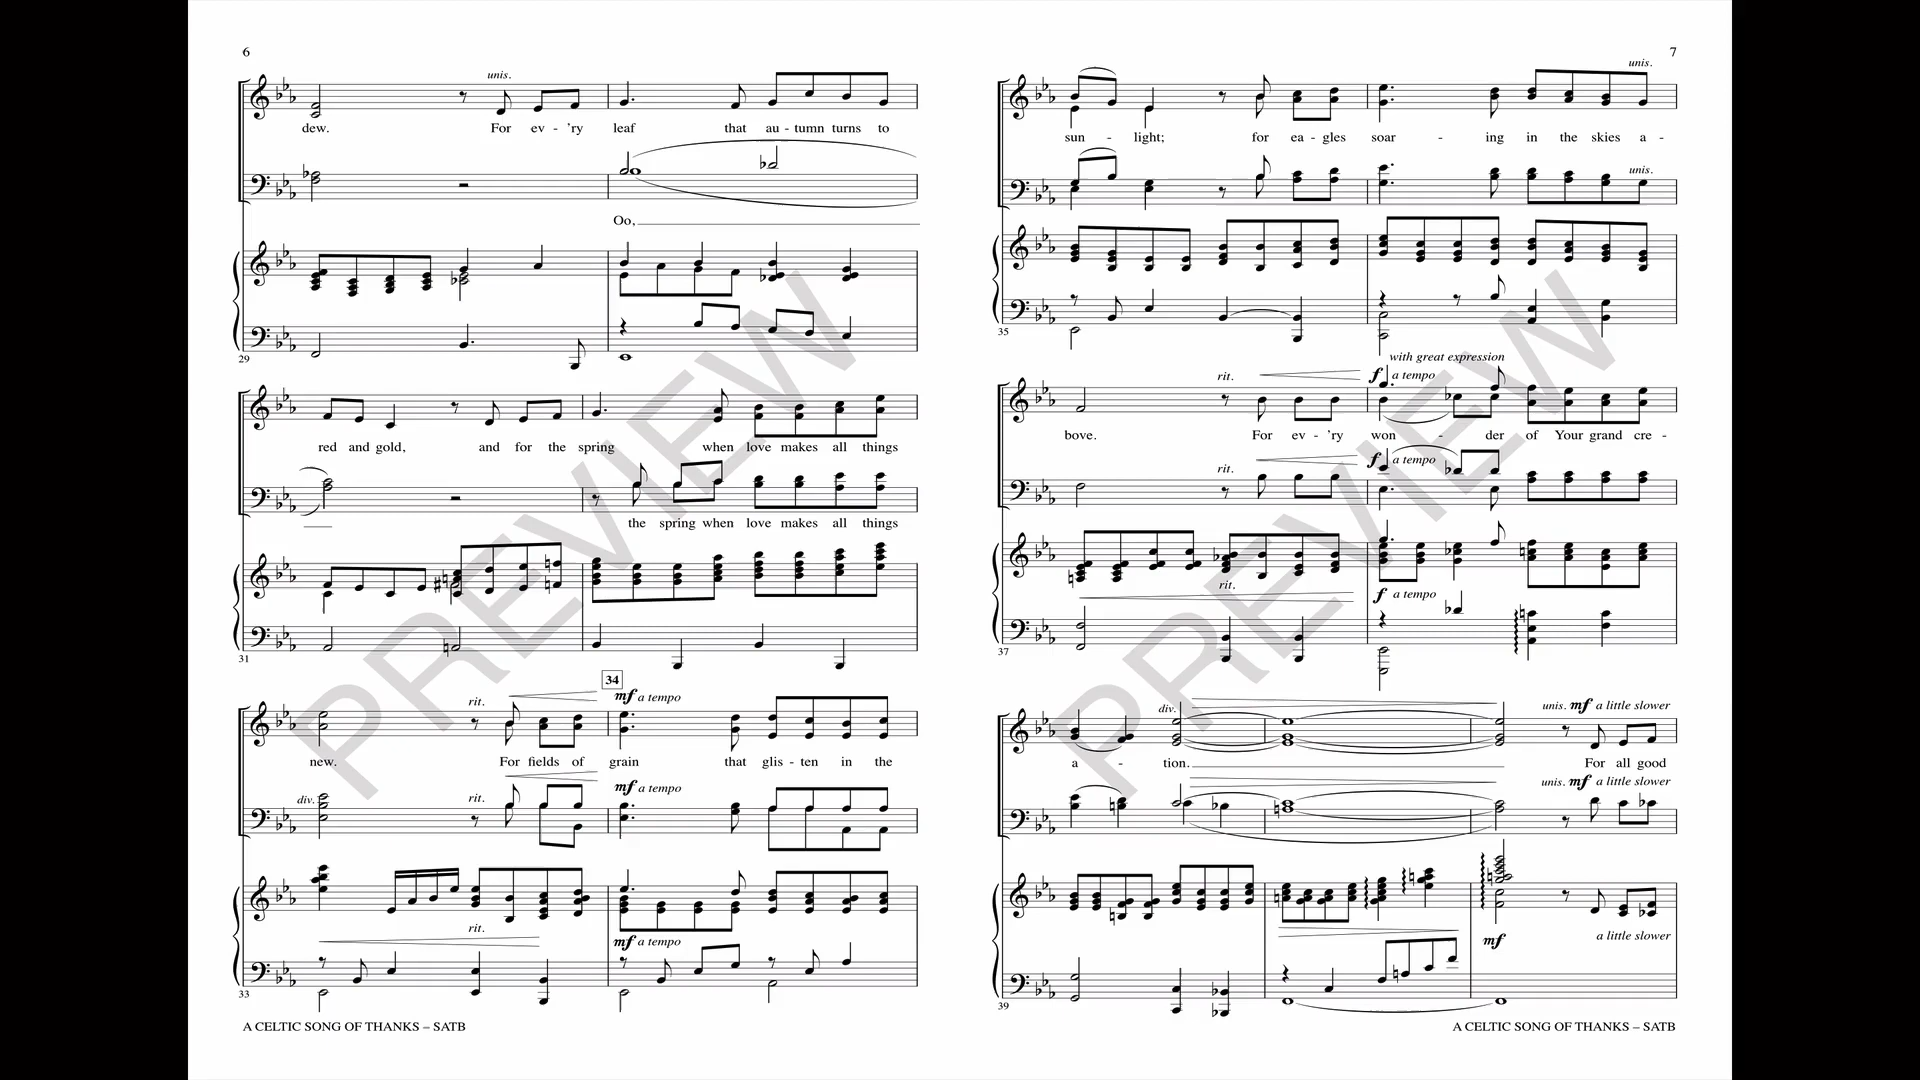 6
unis.
dew. For ev - 'ry leaf that au - tumn turns to
Oo,
29
red and gold, and for the spring when love makes all things
the spring when love makes all things
31
34
rit. mf a tempo
new. For fields of grain that glis - ten in the
div. rit. mf a tempo
rit. mf a tempo
33
A CELTIC SONG OF THANKS – SATB
7
unis.
sun - light; for ea - gles soar - ing in the skies a -
unis.
35
with great expression
rit. f a tempo
bove. For ev - 'ry won - der of Your grand cre -
rit. f a tempo
rit. f a tempo
37
div. unis. mf a little slower
a - tion. For all good
unis. mf a little slower
mf a little slower
39
A CELTIC SONG OF THANKS – SATB
PREVIEW
PREVIEW